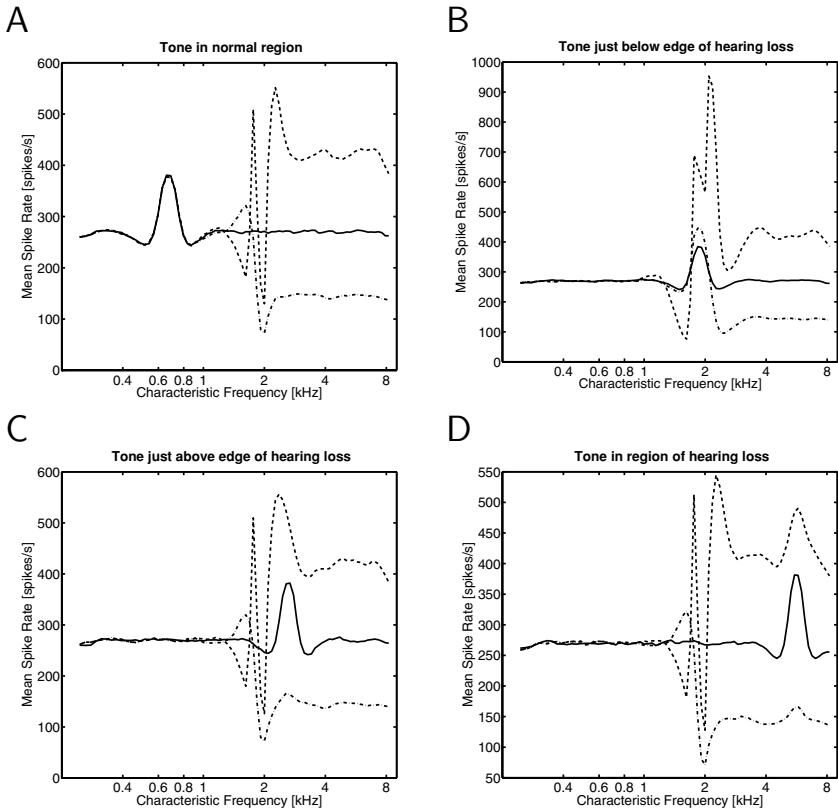 A
Tone in normal region
600
500
400
300
200
100
0
Mean Spike Rate [spikes/s]
0.4 0.6 0.8 1 2 4 8
Characteristic Frequency [kHz]
B
Tone just below edge of hearing loss
1000
900
800
700
600
500
400
300
200
100
0
Mean Spike Rate [spikes/s]
0.4 0.6 0.8 1 2 4 8
Characteristic Frequency [kHz]
C
Tone just above edge of hearing loss
600
500
400
300
200
100
0
Mean Spike Rate [spikes/s]
0.4 0.6 0.8 1 2 4 8
Characteristic Frequency [kHz]
D
Tone in region of hearing loss
550
500
450
400
350
300
250
200
150
100
50
Mean Spike Rate [spikes/s]
0.4 0.6 0.8 1 2 4 8
Characteristic Frequency [kHz]